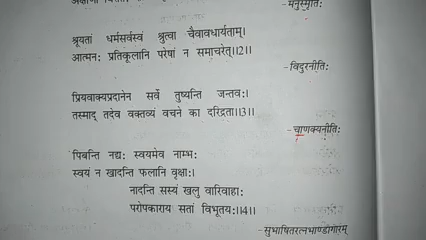 -मनुस्मृतिः
श्रूयतां धर्मसर्वस्वं श्रुत्वा चैवावधार्यताम्।
आत्मनः प्रतिकूलानि परेषां न समाचरेत्।।2।।
-विदुरनीतिः
प्रियवाक्यप्रदानेन सर्वे तुष्यन्ति जन्तवः।
तस्माद् तदेव वक्तव्यं वचने का दरिद्रता।।3।।
-चाणक्यनीतिः
पिबन्ति नद्यः स्वयमेव नाम्भः
स्वयं न खादन्ति फलानि वृक्षाः।
नादन्ति सस्यं खलु वारिवाहाः
परोपकाराय सतां विभूतयः।।4।।
-सुभाषितरत्नभाण्डागारम्